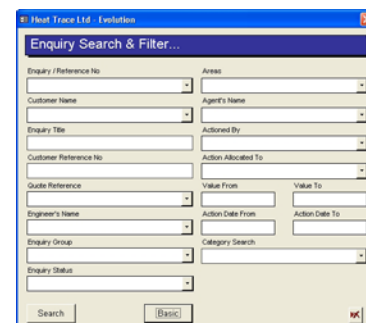 Heat Trace Ltd - Evolution
Enquiry Search & Filter...
Enquiry / Reference No
Areas
Customer Name
Agent's Name
Enquiry Title
Actioned By
Customer Reference No
Action Allocated To
Quote Reference
Value From
Value To
Engineer's Name
Action Date From
Action Date To
Enquiry Group
Category Search
Enquiry Status
Search
Basic